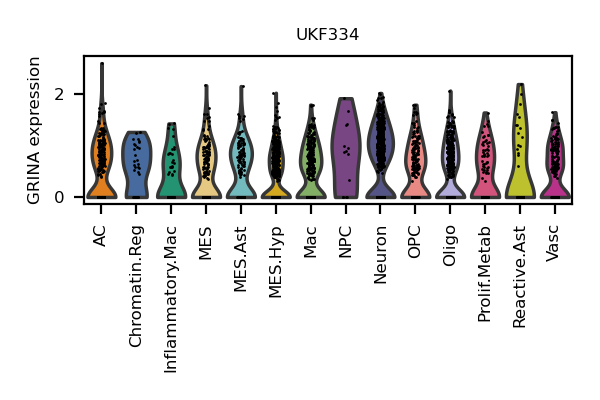 UKF334
GRINA expression
2
0
AC
Chromatin.Reg
Inflammatory.Mac
MES
MES.Ast
MES.Hyp
Mac
NPC
Neuron
OPC
Oligo
Prolif.Metab
Reactive.Ast
Vasc